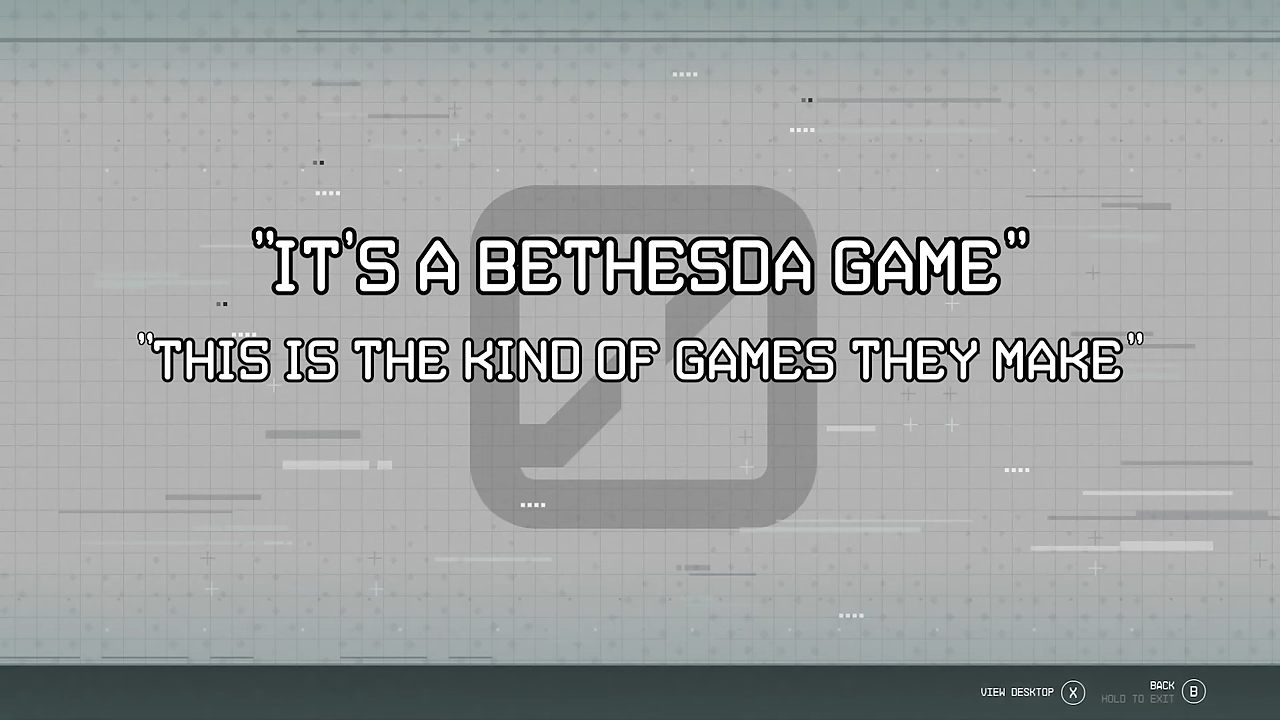 "IT'S A BETHESDA GAME"
"THIS IS THE KIND OF GAMES THEY MAKE"
VIEW DESKTOP X
BACK
HOLD TO EXIT B